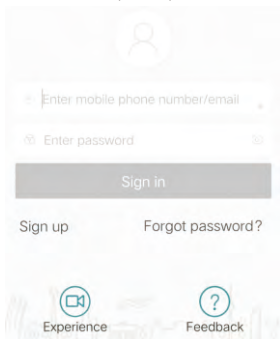 Enter mobile phone number/email
Enter password
Sign in
Sign up Forgot password?
Experience Feedback